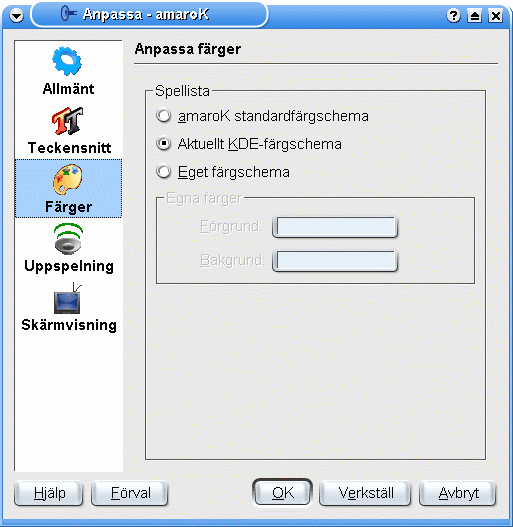 Anpassa - amaroK
Allmänt
Teckensnitt
Färger
Uppspelning
Skärmvisning
Anpassa färger
Spellista
amaroK standardfärgschema
Aktuellt KDE-färgschema
Eget färgschema
Egna färger
Förgrund:
Bakgrund:
Hjälp
Förval
OK
Verkställ
Avbryt